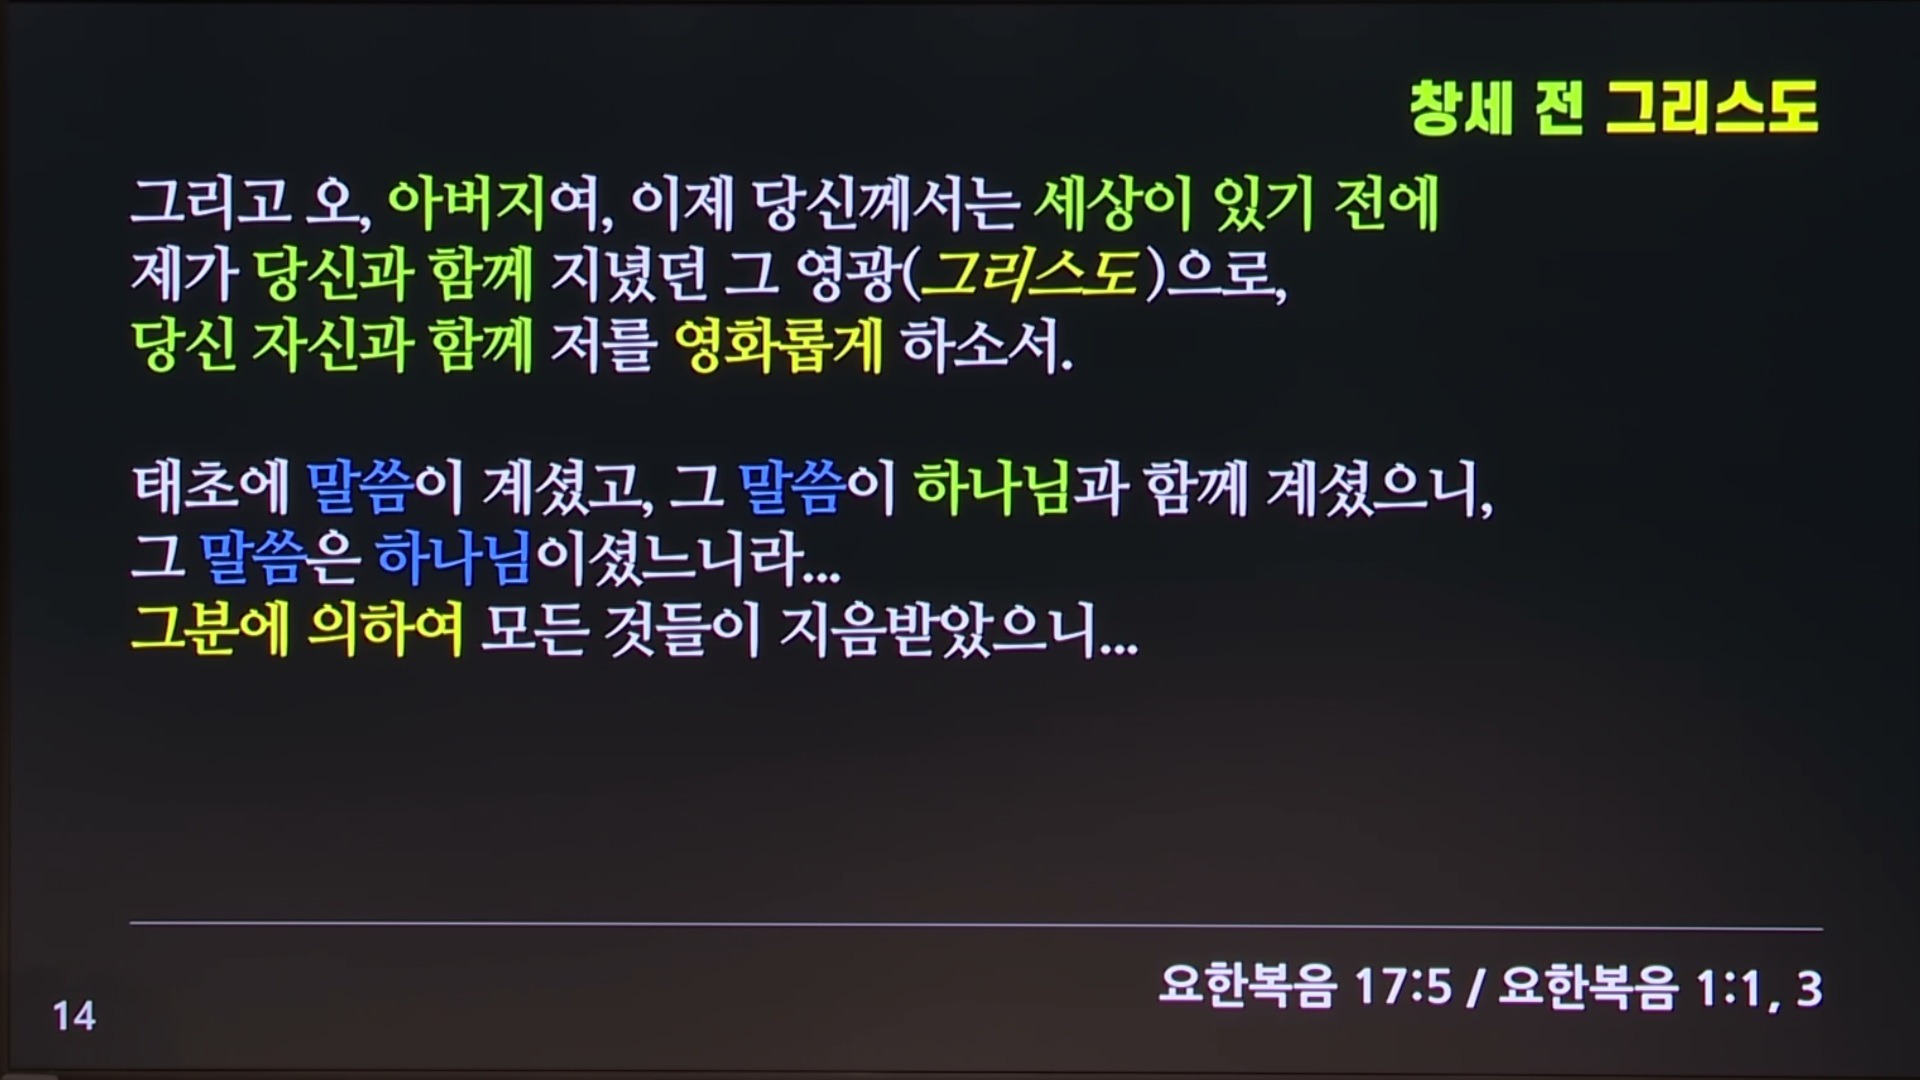 창세 전 그리스도
그리고 오, 아버지여, 이제 당신께서는 세상이 있기 전에
제가 당신과 함께 지녔던 그 영광(그리스도)으로,
당신 자신과 함께 저를 영화롭게 하소서.
태초에 말씀이 계셨고, 그 말씀이 하나님과 함께 계셨으니,
그 말씀은 하나님이셨느니라...
그분에 의하여 모든 것들이 지음받았으니...
요한복음 17:5 / 요한복음 1:1, 3
14